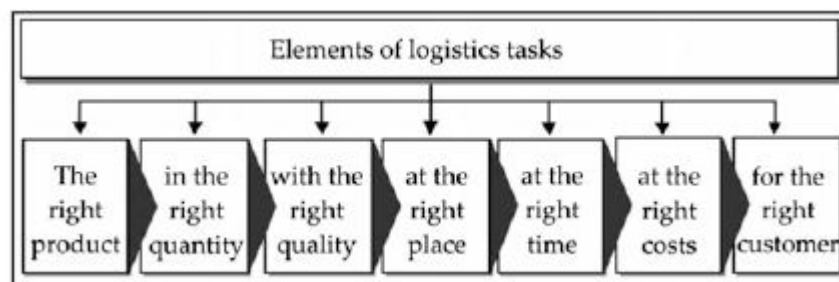 Elements of logistics tasks
The
right
product
in the
right
quantity
with the
right
quality
at the
right
place
at the
right
time
at the
right
costs
for the
right
customer